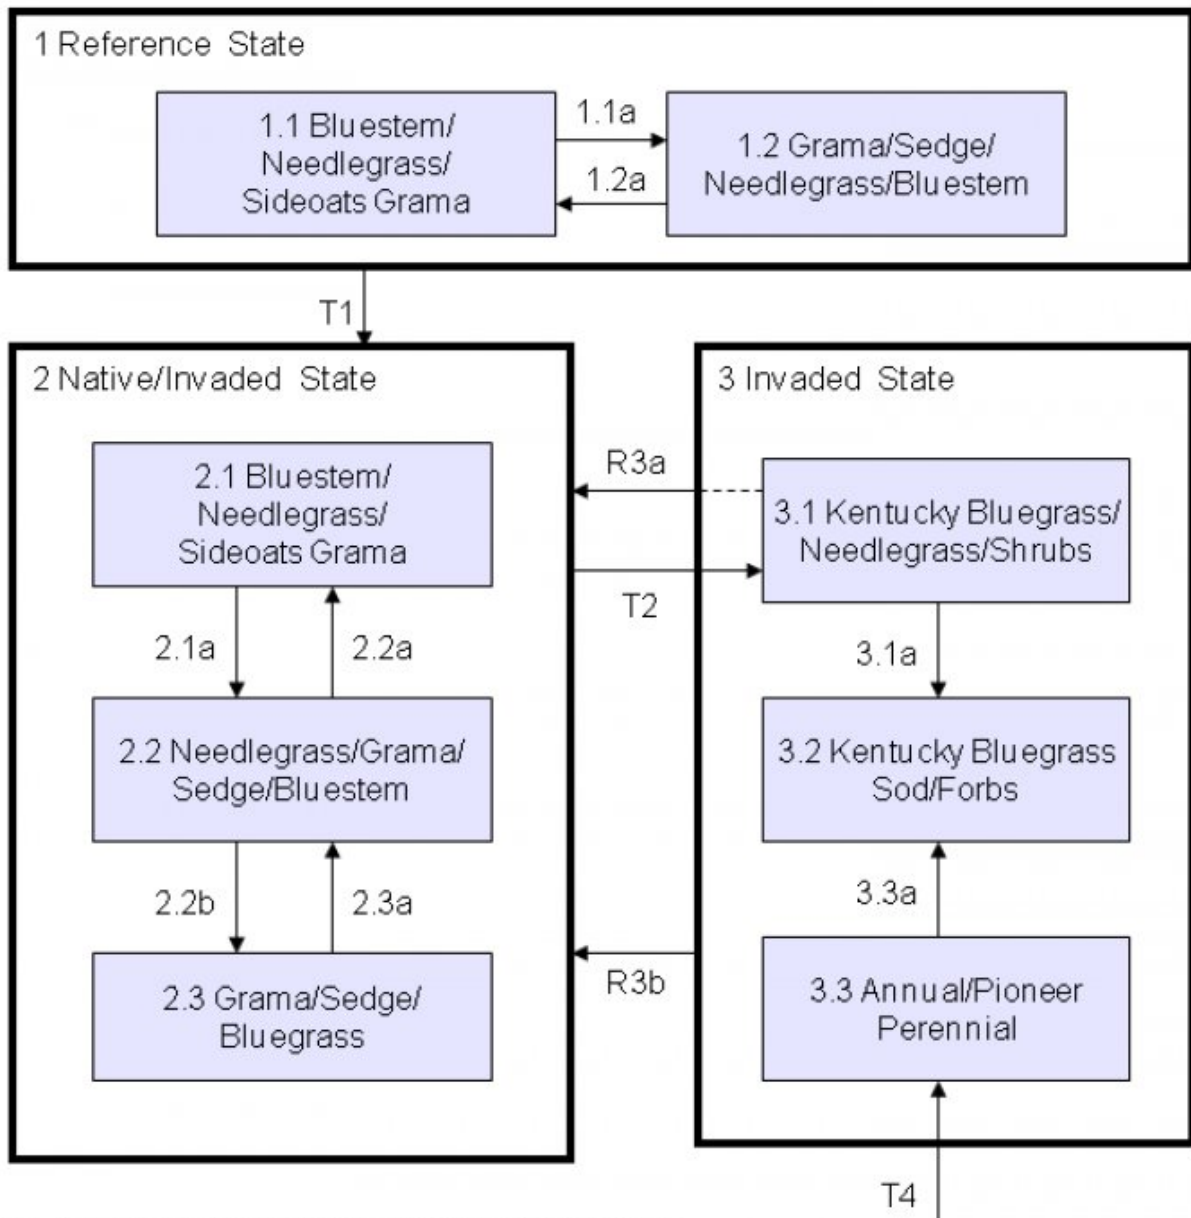 1 Reference State
1.1 Bluestem/
Needlegrass/
Sideoats Grama
1.1a
1.2a
1.2 Grama/Sedge/
Needlegrass/Bluestem
T1
2 Native/Invaded State
2.1 Bluestem/
Needlegrass/
Sideoats Grama
2.1a
2.2a
2.2 Needlegrass/Grama/
Sedge/Bluestem
2.2b
2.3a
2.3 Grama/Sedge/
Bluegrass
R3a
T2
R3b
3 Invaded State
3.1 Kentucky Bluegrass/
Needlegrass/Shrubs
3.1a
3.2 Kentucky Bluegrass
Sod/Forbs
3.3a
3.3 Annual/Pioneer
Perennial
T4